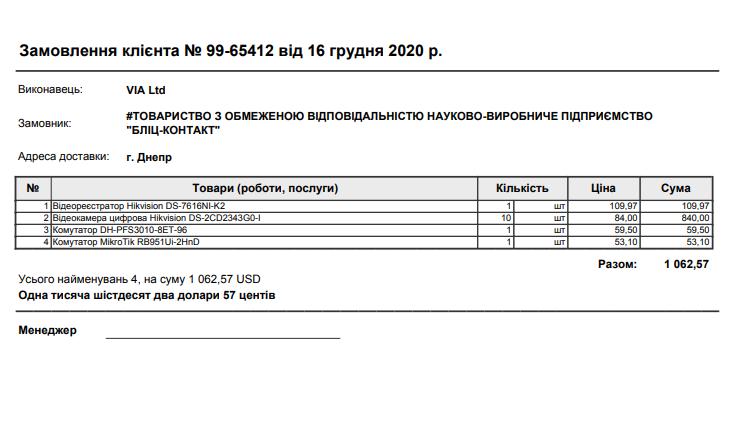 Замовлення клієнта № 99-65412 від 16 грудня 2020 р.
Виконавець: VIA Ltd
Замовник: #ТОВАРИСТВО З ОБМЕЖЕНОЮ ВІДПОВІДАЛЬНІСТЮ НАУКОВО-ВИРОБНИЧЕ ПІДПРИЄМСТВО
"БЛІЦ-КОНТАКТ"
Адреса доставки: г. Днепр
№ Товари (роботи, послуги) Кількість Ціна Сума
1 Відеореєстратор Hikvision DS-7616NI-K2 1 шт 109,97 109,97
2 Відеокамера цифрова Hikvision DS-2CD2343G0-I 10 шт 84,00 840,00
3 Комутатор DH-PFS3010-8ET-96 1 шт 59,50 59,50
4 Комутатор MikroTik RB951Ui-2HnD 1 шт 53,10 53,10
Разом: 1 062,57
Усього найменувань 4, на суму 1 062,57 USD
Одна тисяча шістдесят два долари 57 центів
Менеджер